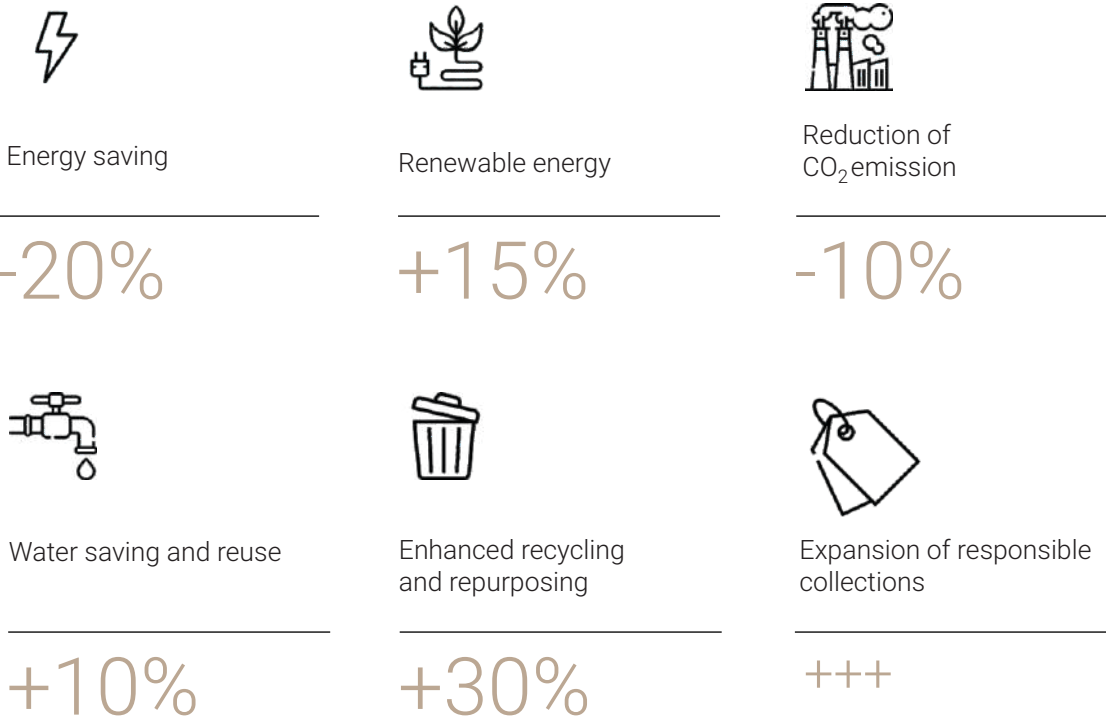 Energy saving
-20%
Renewable energy
+15%
Reduction of
CO₂ emission
-10%
Water saving and reuse
+10%
Enhanced recycling
and repurposing
+30%
Expansion of responsible
collections
+++